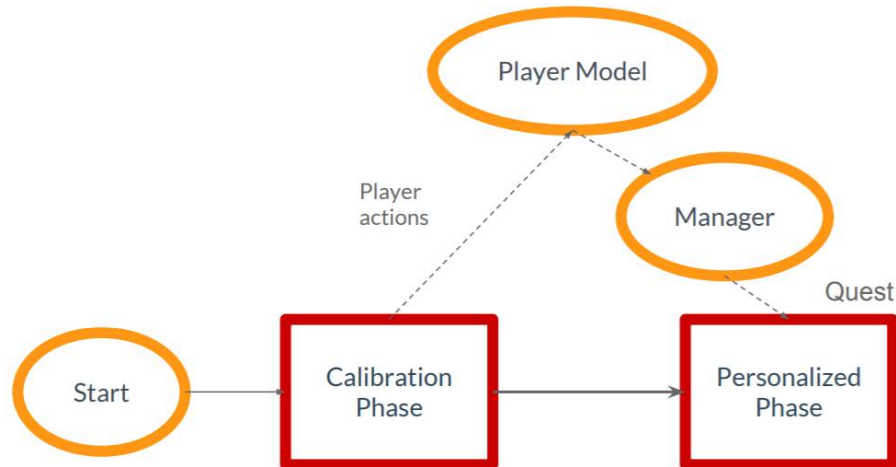 Player Model
Player
actions
Manager
Quest
Start
Calibration
Phase
Personalized
Phase